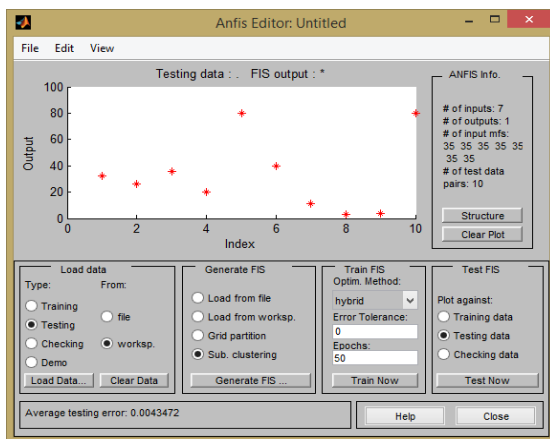 Anfis Editor: Untitled
File Edit View
Testing data : . FIS output : *
100
80
60
40
20
0
Output
0 2 4 6 8 10
Index
ANFIS Info.
# of inputs: 7
# of outputs: 1
# of input mfs:
35 35 35 35 35
35 35
# of test data
pairs: 10
Structure
Clear Plot
Load data
Type: From:
Training
Testing
Checking
Demo
file
worksp.
Load Data... Clear Data
Generate FIS
Load from file
Load from worksp.
Grid partition
Sub. clustering
Generate FIS ...
Train FIS
Optim. Method:
hybrid
Error Tolerance:
0
Epochs:
50
Train Now
Test FIS
Plot against:
Training data
Testing data
Checking data
Test Now
Average testing error: 0.0043472
Help Close